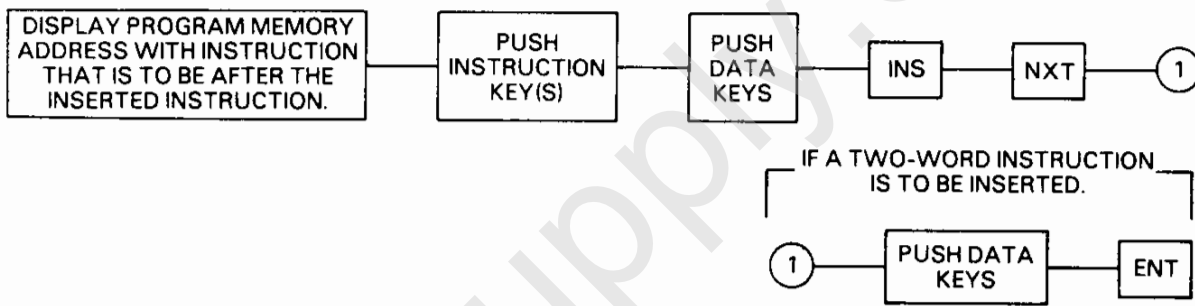 DISPLAY PROGRAM MEMORY
ADDRESS WITH INSTRUCTION
THAT IS TO BE AFTER THE
INSERTED INSTRUCTION.
PUSH
INSTRUCTION
KEY(S)
PUSH
DATA
KEYS
INS
NXT
1
IF A TWO-WORD INSTRUCTION
IS TO BE INSERTED.
1
PUSH DATA
KEYS
ENT